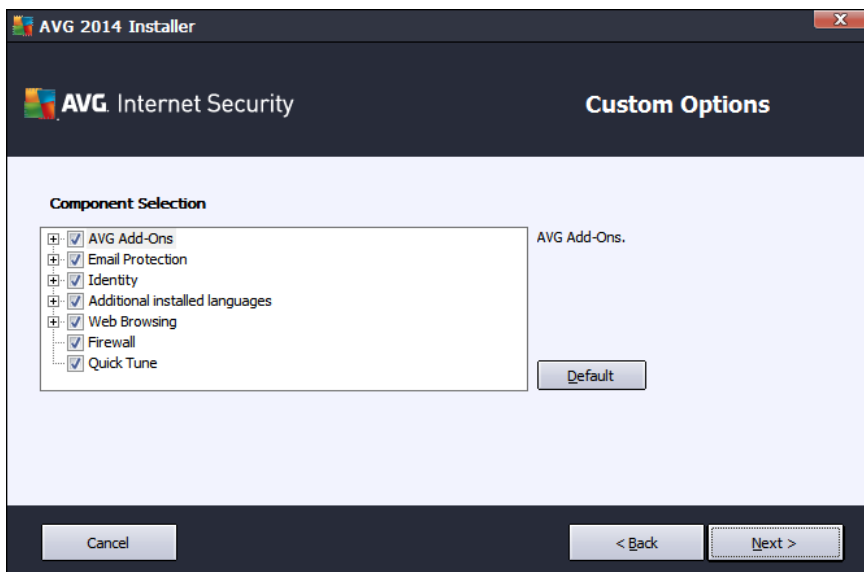 AVG 2014 Installer
AVG. Internet Security
Custom Options
Component Selection
AVG Add-Ons
Email Protection
Identity
Additional installed languages
Web Browsing
Firewall
Quick Tune
AVG Add-Ons.
Default
Cancel
< Back
Next >